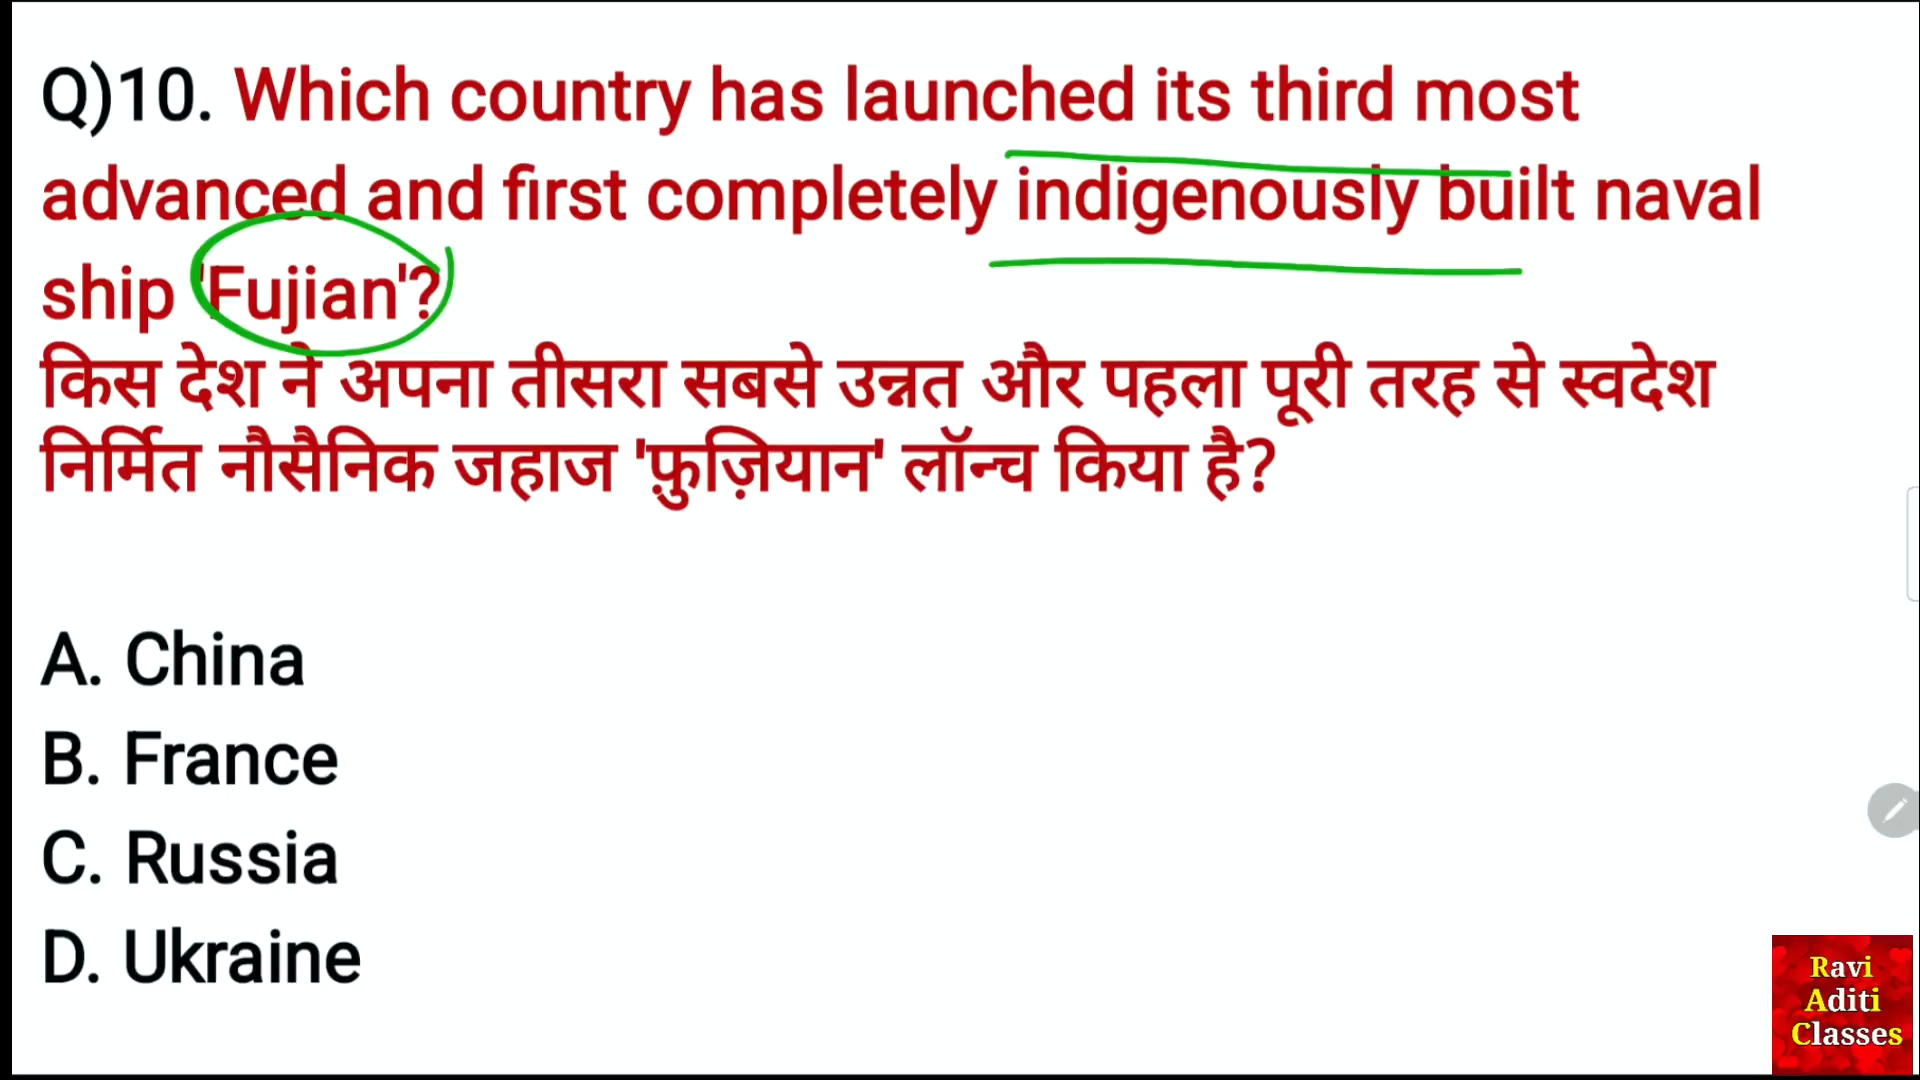 Q)10. Which country has launched its third most
advanced and first completely indigenously built naval
ship 'Fujian'?
किस देश ने अपना तीसरा सबसे उन्नत और पहला पूरी तरह से स्वदेश
निर्मित नौसैनिक जहाज 'फ़ुज़ियान' लॉन्च किया है?
A. China
B. France
C. Russia
D. Ukraine
Ravi
Aditi
Classes